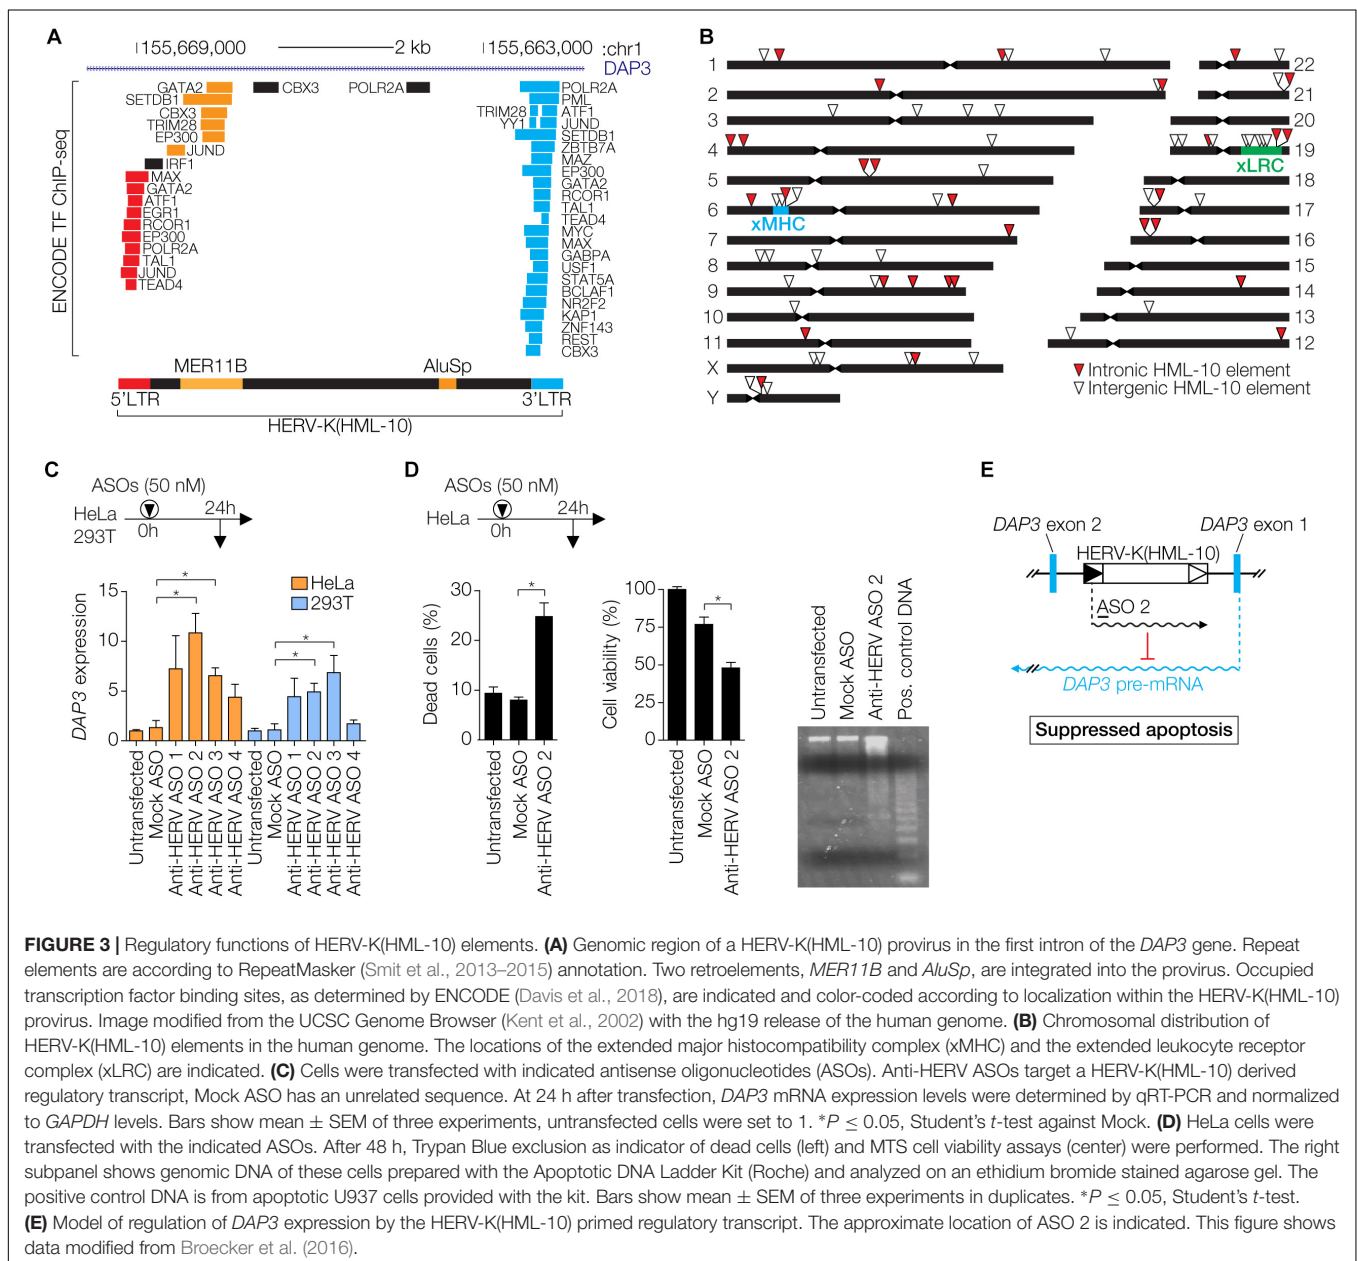 A
155,669,000 2 kb 155,663,000 :chr1
DAP3
ENCODE TF ChIP-seq
GATA2
SETDB1
CBX3
TRIM28
EP300
JUND
IRF1
MAX
GATA2
ATF1
EGR1
RCOR1
EP300
POLR2A
TAL1
JUND
TEAD4
CBX3
POLR2A
POLR2A
PML
TRIM28 ATF1
YY1 JUND
SETDB1
ZBTB7A
MAZ
EP300
GATA2
RCOR1
TAL1
TEAD4
MYC
MAX
GABPA
USF1
STAT5A
BCLAF1
NR2F2
KAP1
ZNF143
REST
CBX3
MER11B AluSp
5'LTR 3'LTR
HERV-K(HML-10)
B
1 22
2 21
3 20
4 19
xLRC
5 18
6 17
xMHC
7 16
8 15
9 14
10 13
11 12
X
Y
Intronic HML-10 element
Intergenic HML-10 element
C
ASOs (50 nM)
HeLa
293T
0h
24h
HeLa
293T
DAP3 expression
15
10
5
0
* * * *
Untransfected
Mock ASO
Anti-HERV ASO 1
Anti-HERV ASO 2
Anti-HERV ASO 3
Anti-HERV ASO 4
Untransfected
Mock ASO
Anti-HERV ASO 1
Anti-HERV ASO 2
Anti-HERV ASO 3
Anti-HERV ASO 4
D
ASOs (50 nM)
HeLa
0h
24h
Dead cells (%)
30
20
10
0
*
Untransfected
Mock ASO
Anti-HERV ASO 2
Cell viability (%)
100
75
50
25
0
*
Untransfected
Mock ASO
Anti-HERV ASO 2
Untransfected
Mock ASO
Anti-HERV ASO 2
Pos. control DNA
E
DAP3 exon 2 DAP3 exon 1
HERV-K(HML-10)
ASO 2
DAP3 pre-mRNA
Suppressed apoptosis
FIGURE 3 | Regulatory functions of HERV-K(HML-10) elements. (A) Genomic region of a HERV-K(HML-10) provirus in the first intron of the DAP3 gene. Repeat
elements are according to RepeatMasker (Smit et al., 2013–2015) annotation. Two retroelements, MER11B and AluSp, are integrated into the provirus. Occupied
transcription factor binding sites, as determined by ENCODE (Davis et al., 2018), are indicated and color-coded according to localization within the HERV-K(HML-10)
provirus. Image modified from the UCSC Genome Browser (Kent et al., 2002) with the hg19 release of the human genome. (B) Chromosomal distribution of
HERV-K(HML-10) elements in the human genome. The locations of the extended major histocompatibility complex (xMHC) and the extended leukocyte receptor
complex (xLRC) are indicated. (C) Cells were transfected with indicated antisense oligonucleotides (ASOs). Anti-HERV ASOs target a HERV-K(HML-10) derived
regulatory transcript, Mock ASO has an unrelated sequence. At 24 h after transfection, DAP3 mRNA expression levels were determined by qRT-PCR and normalized
to GAPDH levels. Bars show mean ± SEM of three experiments, untransfected cells were set to 1. *P ≤ 0.05, Student's t-test against Mock. (D) HeLa cells were
transfected with the indicated ASOs. After 48 h, Trypan Blue exclusion as indicator of dead cells (left) and MTS cell viability assays (center) were performed. The right
subpanel shows genomic DNA of these cells prepared with the Apoptotic DNA Ladder Kit (Roche) and analyzed on an ethidium bromide stained agarose gel. The
positive control DNA is from apoptotic U937 cells provided with the kit. Bars show mean ± SEM of three experiments in duplicates. *P ≤ 0.05, Student's t-test.
(E) Model of regulation of DAP3 expression by the HERV-K(HML-10) primed regulatory transcript. The approximate location of ASO 2 is indicated. This figure shows
data modified from Broecker et al. (2016).